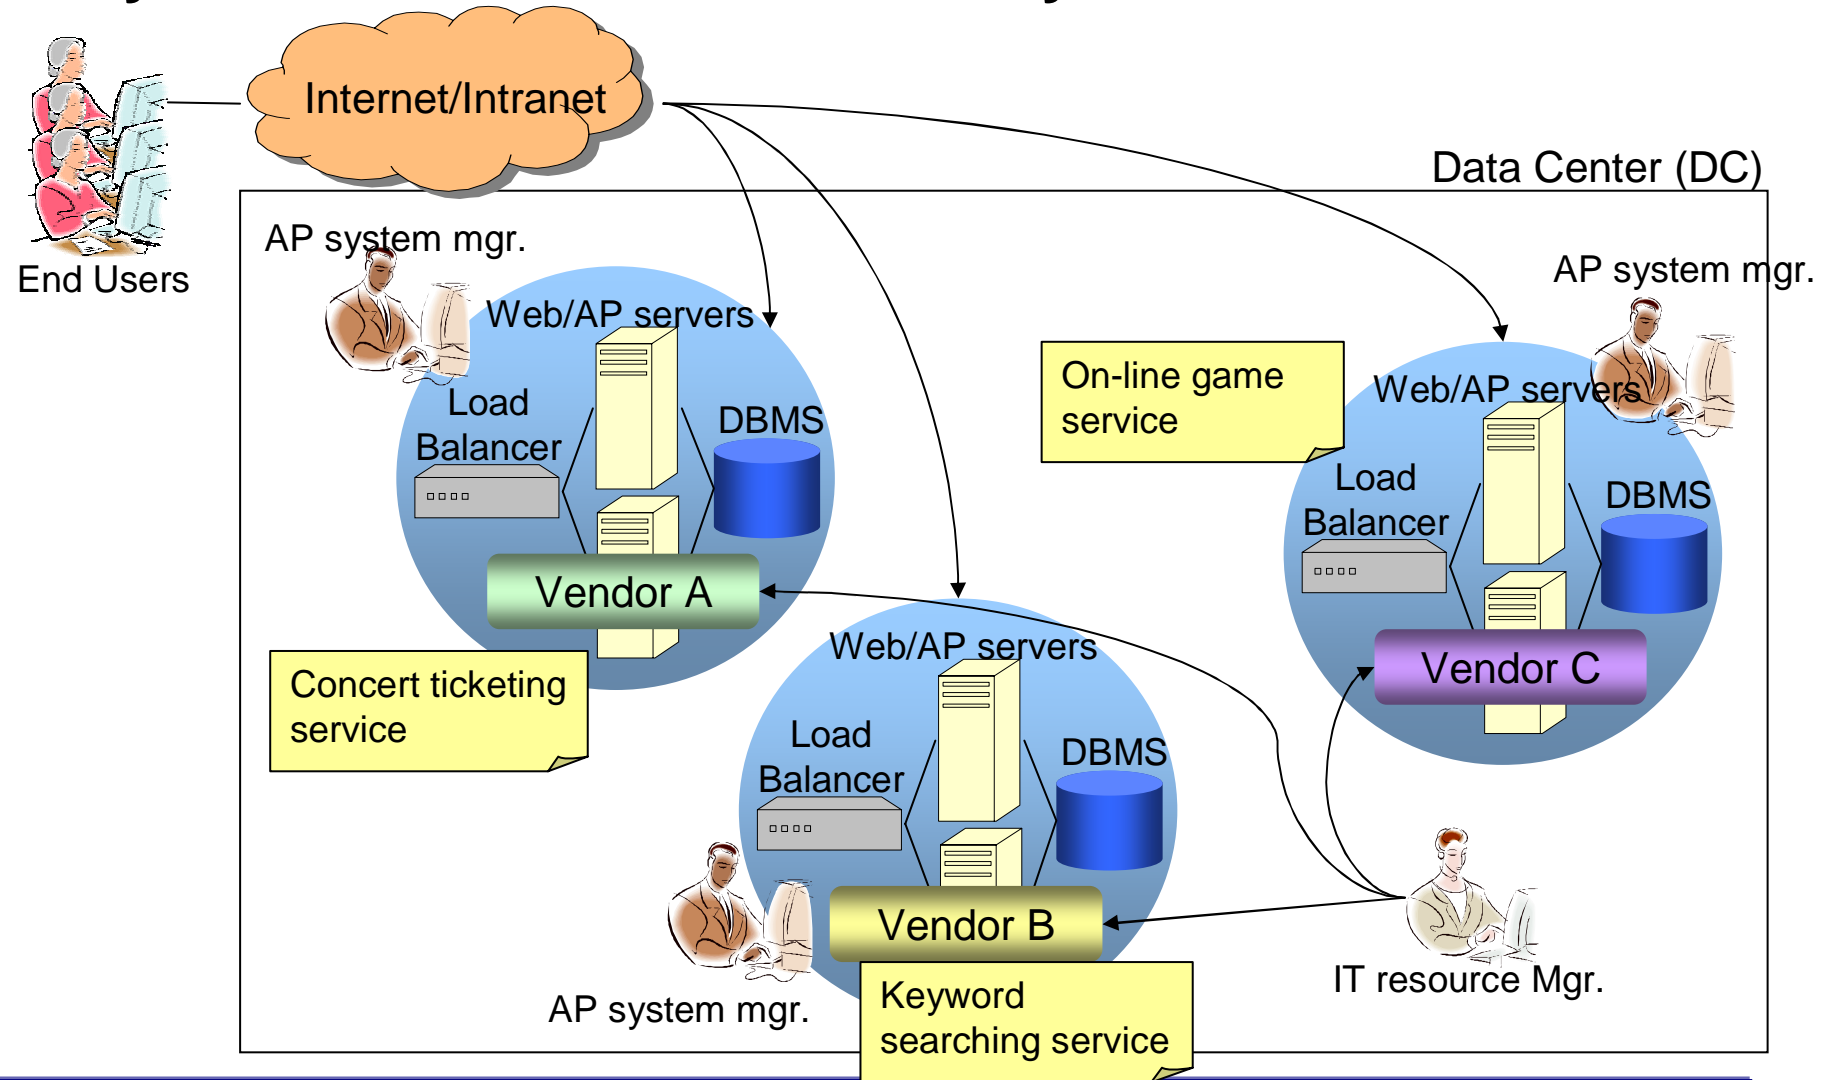 Internet/Intranet
Data Center (DC)
End Users
AP system mgr.
Web/AP servers
Load
Balancer
DBMS
Vendor A
Concert ticketing
service
AP system mgr.
On-line game
service
Web/AP servers
Load
Balancer
DBMS
Vendor C
Web/AP servers
Load
Balancer
DBMS
Vendor B
AP system mgr.
Keyword
searching service
IT resource Mgr.